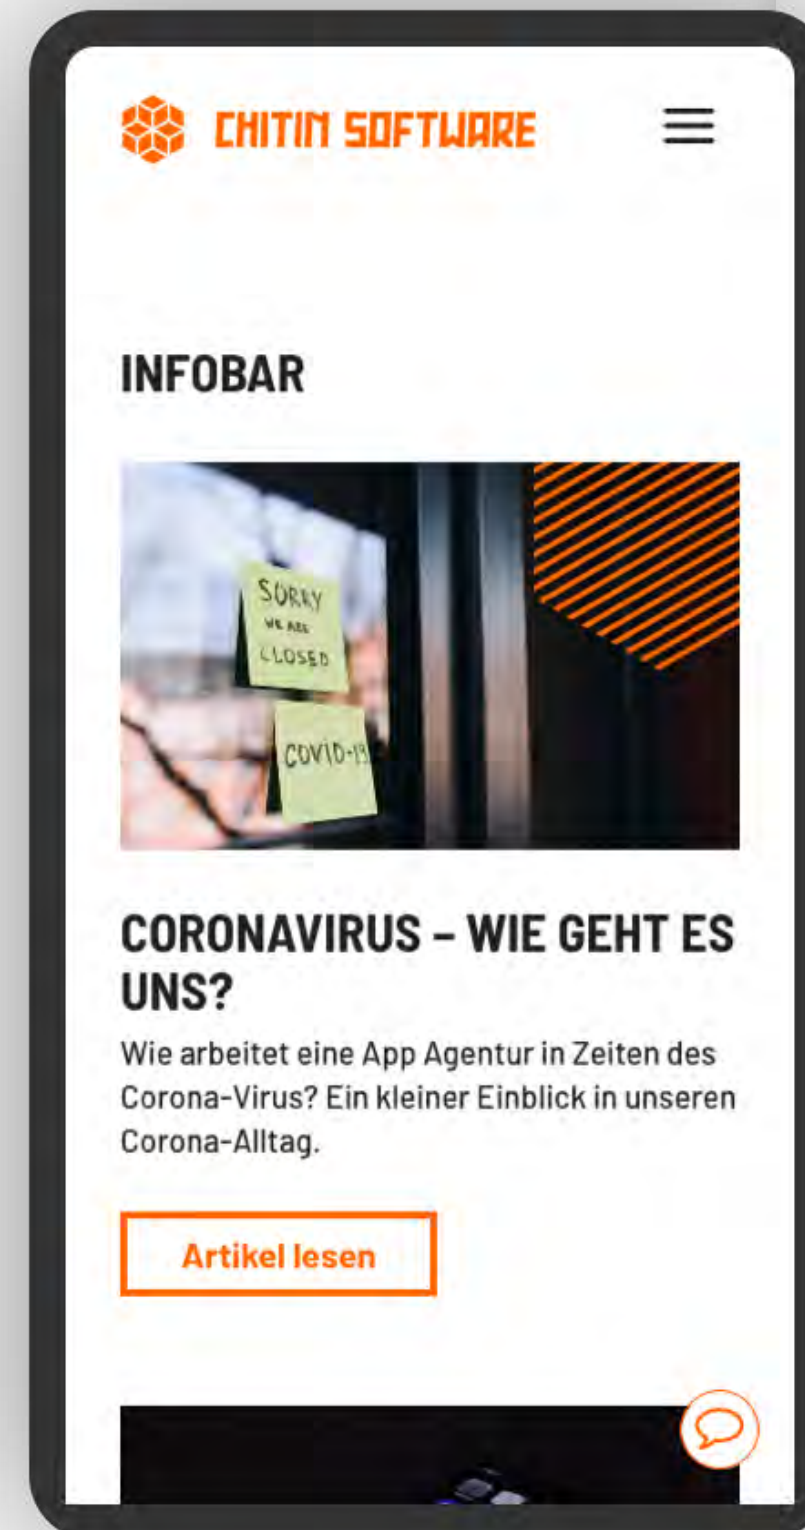 CHITIN SOFTWARE
INFOBAR
SORRY
WE ARE
CLOSED
COVID-19
CORONAVIRUS – WIE GEHT ES
UNS?
Wie arbeitet eine App Agentur in Zeiten des
Corona-Virus? Ein kleiner Einblick in unseren
Corona-Alltag.
Artikel lesen